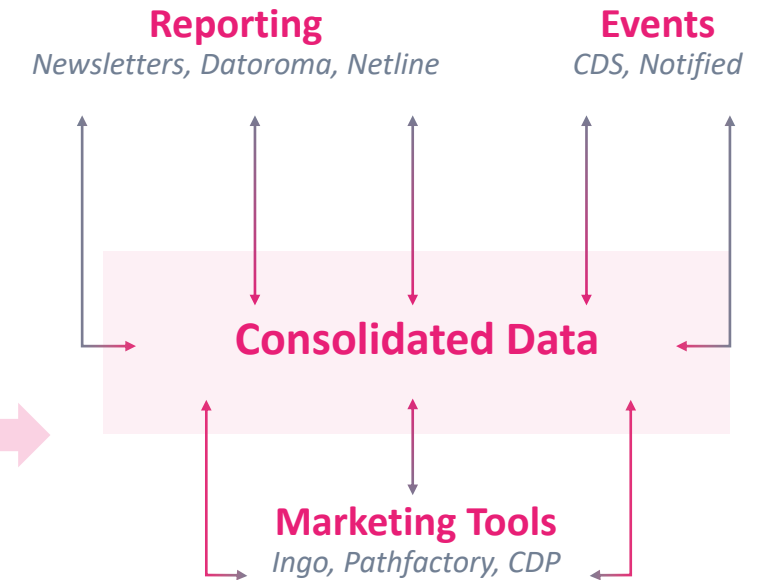 Reporting
Newsletters, Datoroma, Netline
Events
CDS, Notified
Consolidated Data
Marketing Tools
Ingo, Pathfactory, CDP